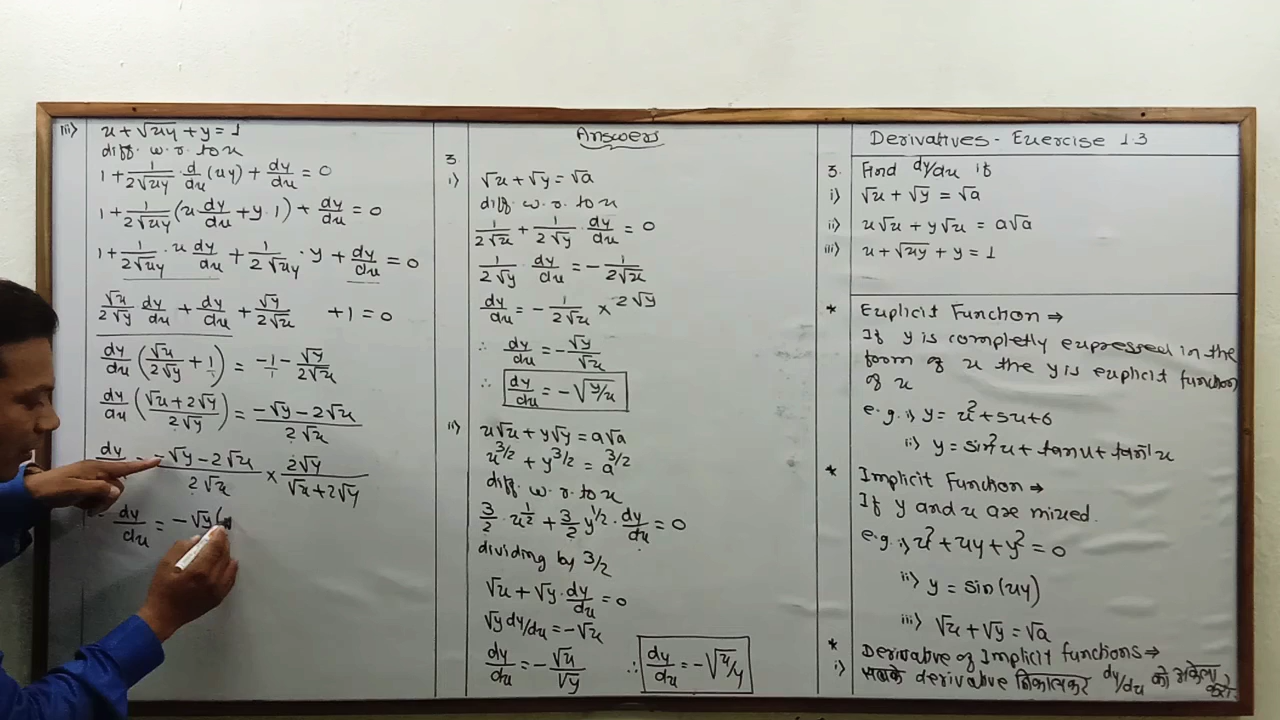 iii) x + √xy + y = 1
diff. w. r. to x
1 + 1/2√xy · d/dx (xy) + dy/dx = 0
1 + 1/2√xy (x dy/dx + y·1) + dy/dx = 0
1 + 1/2√xy · x dy/dx + 1/2√xy · y + dy/dx = 0
√x/2√y dy/dx + dy/dx + √y/2√x + 1 = 0
dy/dx (√x/2√y + 1/1) = -1/1 - √y/2√x
dy/dx (√x + 2√y / 2√y) = -√y - 2√x / 2√x
dy = -√y - 2√x / 2√x × 2√y / √x + 2√y
dy/dx = -√y (
Answers
3.
i) √x + √y = √a
diff. w. r. to x
1/2√x + 1/2√y · dy/dx = 0
1/2√y · dy/dx = - 1/2√x
dy/dx = - 1/2√x × 2√y
∴ dy/dx = - √y/√x
∴ dy/dx = - √y/x
ii) x√x + y√y = a√a
x^3/2 + y^3/2 = a^3/2
diff. w. r. to x
3/2 · x^1/2 + 3/2 y^1/2 · dy/dx = 0
dividing by 3/2
√x + √y · dy/dx = 0
√y dy/dx = -√x
dy/dx = - √x/√y ∴ dy/dx = - √x/y
Derivatives - Exercise 1.3
3. Find dy/dx if
i) √x + √y = √a
ii) x√x + y√x = a√a
iii) x + √xy + y = 1
* Explicit Function ⇒
If y is completly expressed in the
form of x the y is explicit function
of x
e.g. i) y = x² + 5x + 6
ii) y = sin²x + tanx + tan⁻¹x
* Implicit Function ⇒
If y and x are mixed.
e.g. i) x² + xy + y² = 0
ii) y = sin(xy)
iii) √x + √y = √a
* Derivative of Implicit functions ⇒
i) सबके derivative निकालकर dy/dx को अकेला
करो.